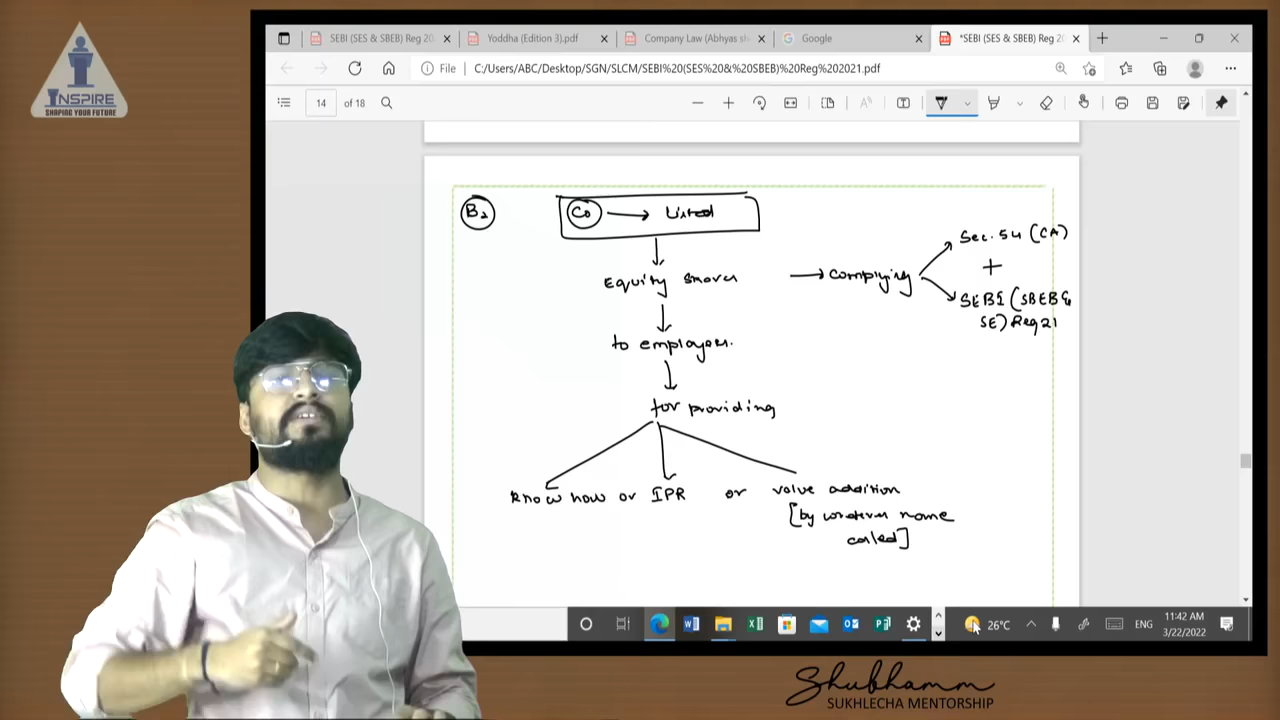 INSPIRE
SHAPING YOUR FUTURE
SEBI (SES & SBEB) Reg 20
Yoddha (Edition 3).pdf
Company Law (Abhyas sh
Google
*SEBI (SES & SBEB) Reg 2
File
C:/Users/ABC/Desktop/SGN/SLCM/SEBI%20(SES%20&%20SBEB)%20Reg%202021.pdf
14 of 18
Co → Listed
Equity shares → complying
Sec. 54 (CA)
+
SEBI (SBEB &
SE) Reg 21
to employees.
for providing
know how or IPR or value addition
[by whatever name
called]
26°C
ENG
11:42 AM
3/22/2022
Shubhamm
SUKHLECHA MENTORSHIP